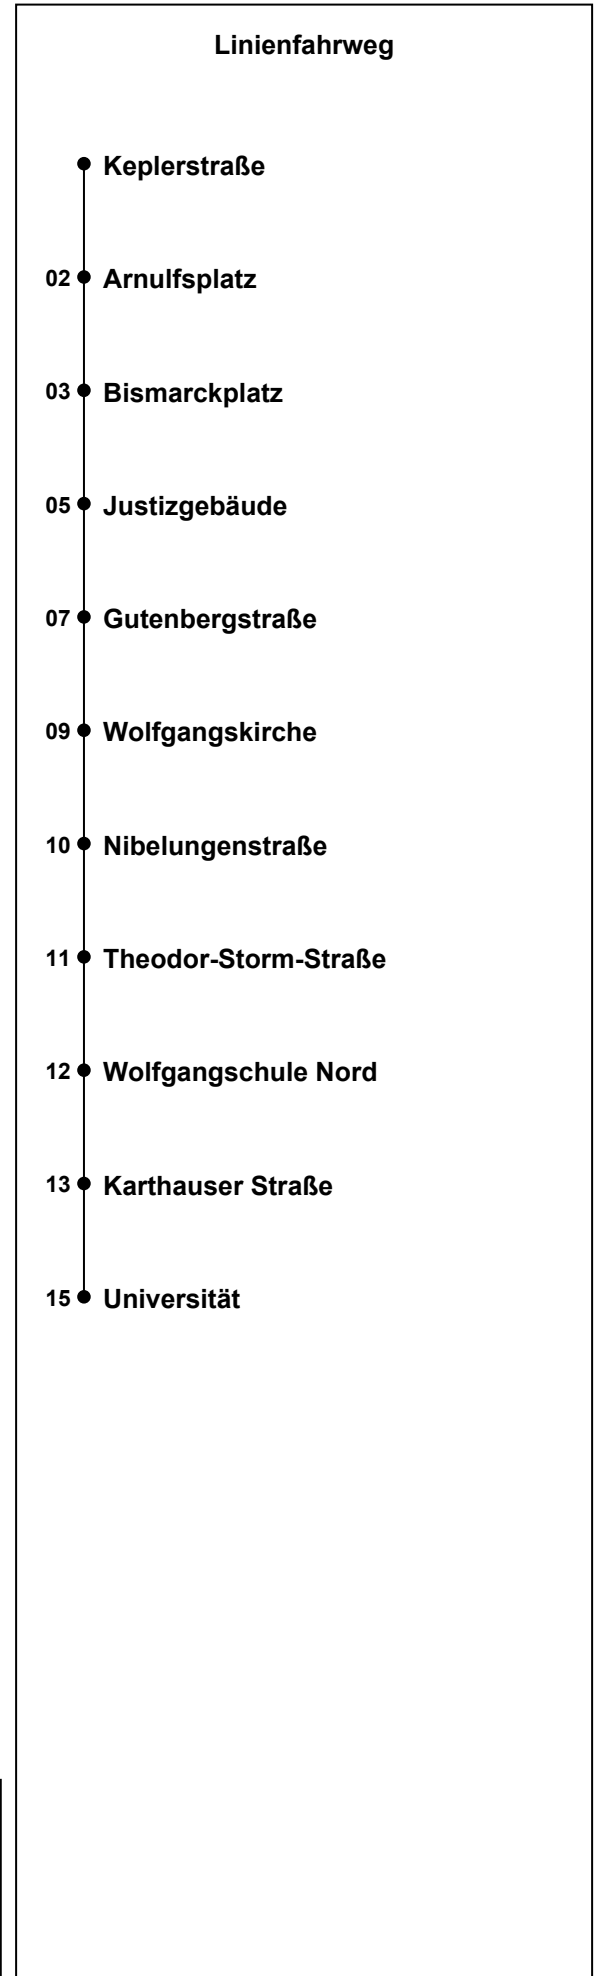 Linienfahrweg
Keplerstraße
02 Arnulfsplatz
03 Bismarckplatz
05 Justizgebäude
07 Gutenbergstraße
09 Wolfgangskirche
10 Nibelungenstraße
11 Theodor-Storm-Straße
12 Wolfgangschule Nord
13 Karthauser Straße
15 Universität